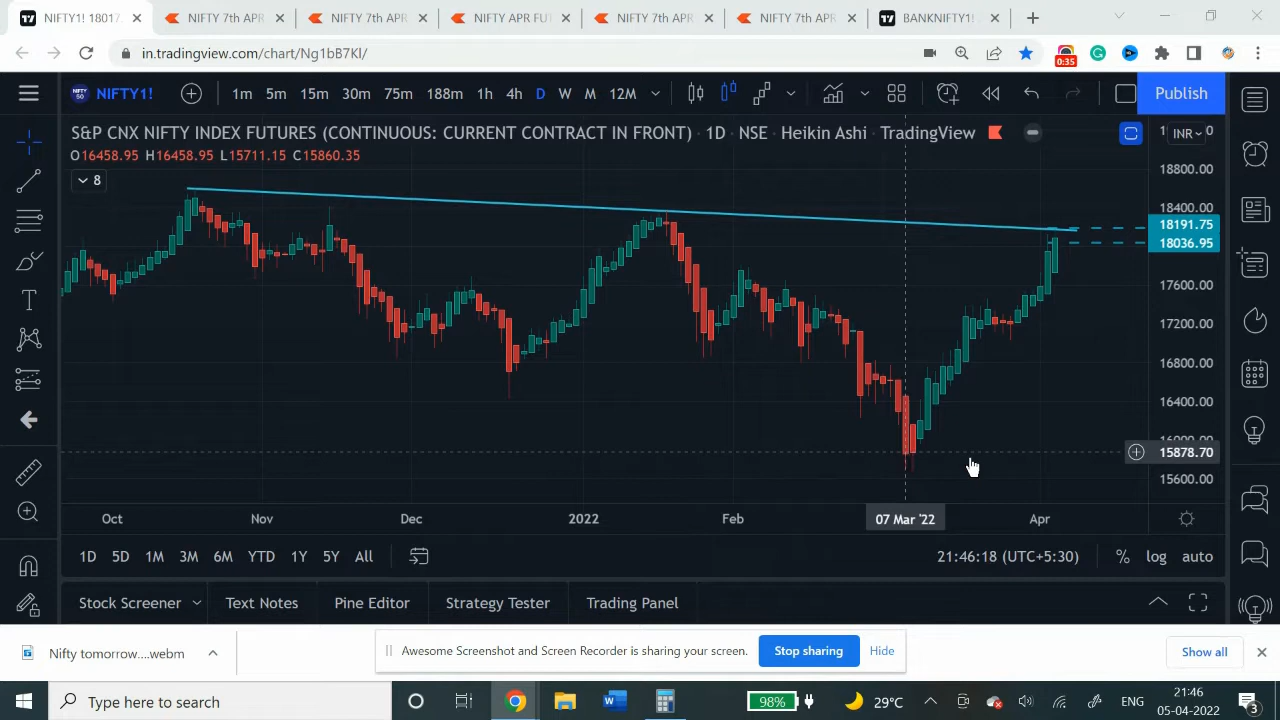 NIFTY1! 18017.
NIFTY 7th APR
NIFTY 7th APR
NIFTY APR FUT
NIFTY 7th APR
NIFTY 7th APR
BANKNIFTY1!
in.tradingview.com/chart/Ng1bB7Kl/
0:35
NIFTY 50
NIFTY1!
1m 5m 15m 30m 75m 188m 1h 4h D W M 12M
Publish
S&P CNX NIFTY INDEX FUTURES (CONTINUOUS: CURRENT CONTRACT IN FRONT) · 1D · NSE · Heikin Ashi · TradingView
INR
O16458.95 H16458.95 L15711.15 C15860.35
8
18800.00
18400.00
18191.75
18036.95
17600.00
17200.00
16800.00
16400.00
16000.00
15878.70
15600.00
Oct Nov Dec 2022 Feb 07 Mar '22 Apr
1D 5D 1M 3M 6M YTD 1Y 5Y All
21:46:18 (UTC+5:30) % log auto
Stock Screener Text Notes Pine Editor Strategy Tester Trading Panel
Nifty tomorrow....webm
Awesome Screenshot and Screen Recorder is sharing your screen.
Stop sharing
Hide
Show all
Type here to search
98%
29°C
ENG
21:46
05-04-2022
3